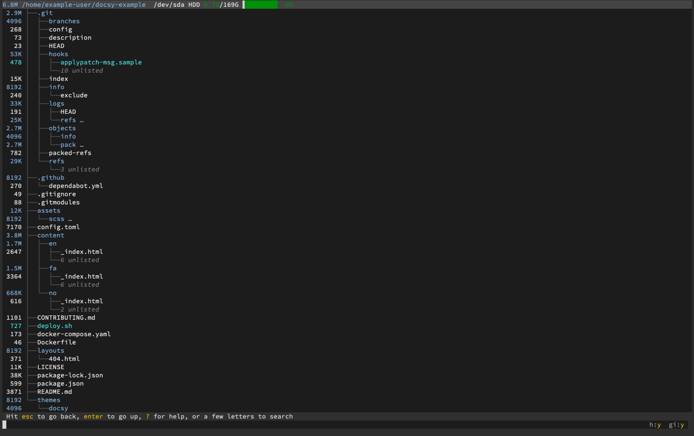 6.8M /home/example-user/docsy-example /dev/sda HDD /169G
2.9M ├──.git
4096 │ ├──branches
268 │ ├──config
73 │ ├──description
23 │ ├──HEAD
53K │ ├──hooks
478 │ │ ├──applypatch-msg.sample
│ │ └──10 unlisted
15K │ ├──index
8192 │ ├──info
240 │ │ └──exclude
33K │ ├──logs
191 │ │ ├──HEAD
25K │ │ └──refs …
2.7M │ ├──objects
4096 │ │ ├──info
2.7M │ │ └──pack …
782 │ ├──packed-refs
29K │ └──refs
│ └──3 unlisted
8192 ├──.github
270 │ └──dependabot.yml
49 ├──.gitignore
88 ├──.gitmodules
12K ├──assets
8192 │ └──scss …
7170 ├──config.toml
3.8M ├──content
1.7M │ ├──en
2647 │ │ ├──_index.html
│ │ └──6 unlisted
1.5M │ ├──fa
3364 │ │ ├──_index.html
│ │ └──6 unlisted
668K │ └──no
616 │ ├──_index.html
│ └──2 unlisted
1101 ├──CONTRIBUTING.md
727 ├──deploy.sh
173 ├──docker-compose.yaml
46 ├──Dockerfile
8192 ├──layouts
371 │ └──404.html
11K ├──LICENSE
38K ├──package-lock.json
599 ├──package.json
3871 ├──README.md
8192 └──themes
4096 └──docsy
Hit esc to go back, enter to go up, ? for help, or a few letters to search
h:y gi:y